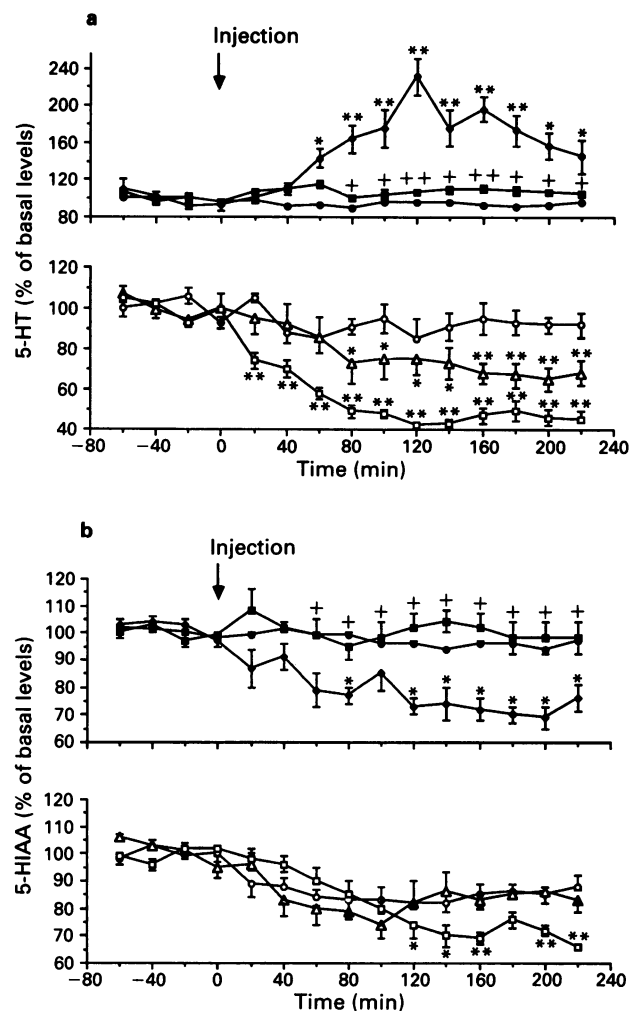 a
Injection
5-HT (% of basal levels)
240
200
160
120
80
** ** ** ** ** ** * *
*
+ + ++ + ++ + + +
120
100
80
60
40
* * * * ** ** ** **
** ** ** ** ** ** ** ** ** ** **
−80 −40 0 40 80 120 160 200 240
Time (min)
b
Injection
5-HIAA (% of basal levels)
120
110
100
90
80
70
60
+ + + + + + + + +
* * * * * * *
120
110
100
90
80
70
60
* * ** ** **
−80 −40 0 40 80 120 160 200 240
Time (min)